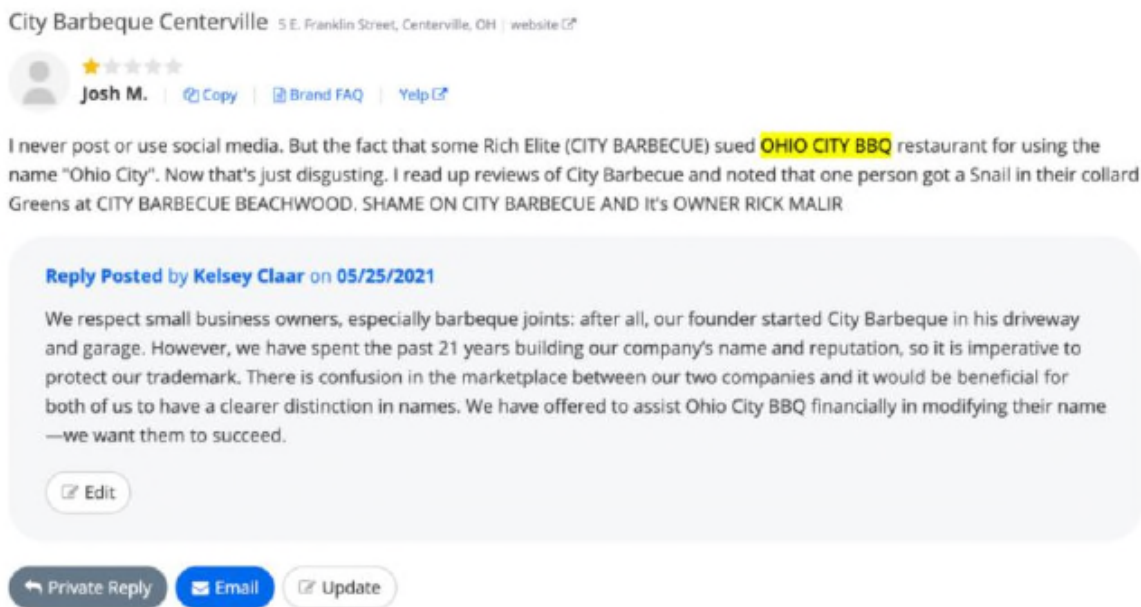 City Barbeque Centerville 5 E. Franklin Street, Centerville, OH | website
Josh M. | Copy | Brand FAQ | Yelp
I never post or use social media. But the fact that some Rich Elite (CITY BARBECUE) sued OHIO CITY BBQ restaurant for using the
name "Ohio City". Now that's just disgusting. I read up reviews of City Barbecue and noted that one person got a Snail in their collard
Greens at CITY BARBECUE BEACHWOOD. SHAME ON CITY BARBECUE AND It's OWNER RICK MALIR
Reply Posted by Kelsey Claar on 05/25/2021
We respect small business owners, especially barbeque joints: after all, our founder started City Barbeque in his driveway
and garage. However, we have spent the past 21 years building our company's name and reputation, so it is imperative to
protect our trademark. There is confusion in the marketplace between our two companies and it would be beneficial for
both of us to have a clearer distinction in names. We have offered to assist Ohio City BBQ financially in modifying their name
—we want them to succeed.
Edit
Private Reply Email Update